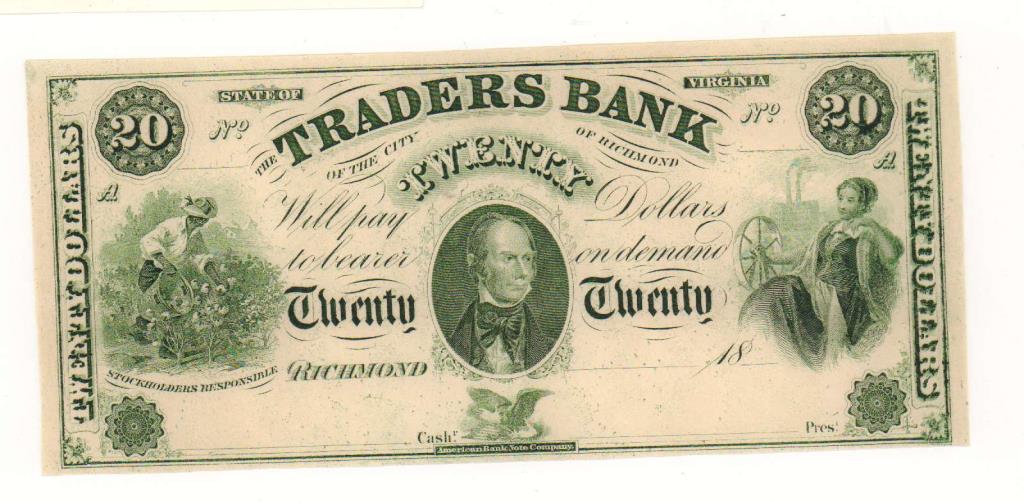 STATE OF
VIRGINIA
20
Nº
THE TRADERS BANK
Nº
20
OF THE CITY
OF RICHMOND
A
TWENTY
A
Will pay
Dollars
to bearer
on demand
Twenty
Twenty
TWENTY DOLLARS
TWENTY DOLLARS
STOCKHOLDERS RESPONSIBLE
RICHMOND
18
Cashr
Pres.t
American Bank Note Company.